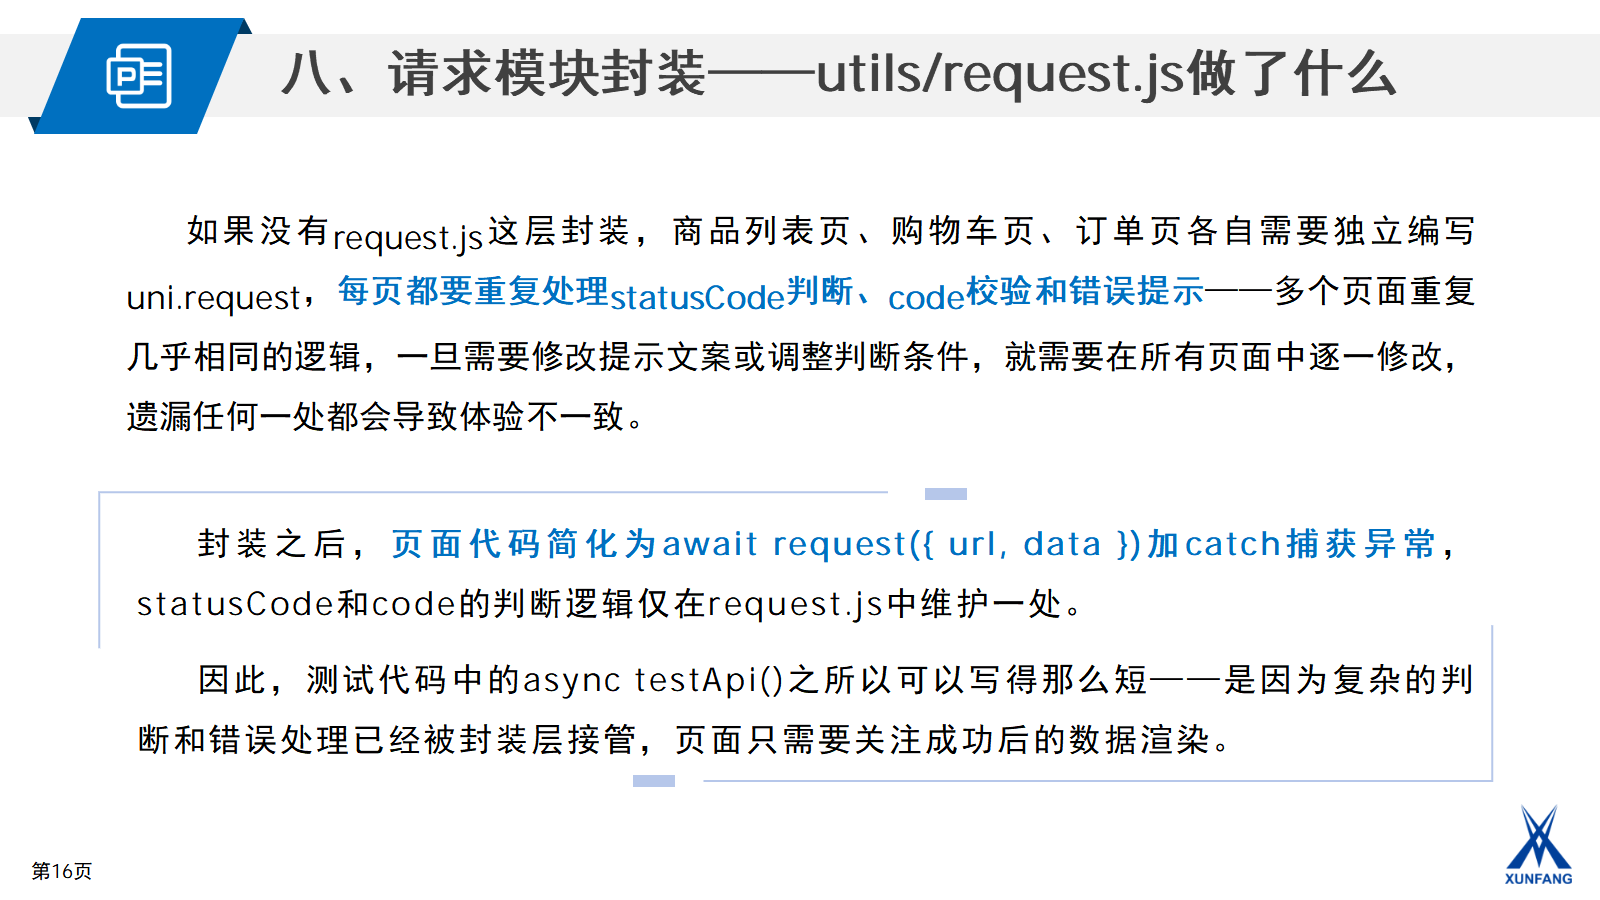 八、请求模块封装——utils/request.js做了什么
如果没有request.js这层封装，商品列表页、购物车页、订单页各自需要独立编写
uni.request，每页都要重复处理statusCode判断、code校验和错误提示——多个页面重复
几乎相同的逻辑，一旦需要修改提示文案或调整判断条件，就需要在所有页面中逐一修改，
遗漏任何一处都会导致体验不一致。
封装之后，页面代码简化为await request({ url, data })加catch捕获异常，
statusCode和code的判断逻辑仅在request.js中维护一处。
因此，测试代码中的async testApi()之所以可以写得那么短——是因为复杂的判
断和错误处理已经被封装层接管，页面只需要关注成功后的数据渲染。
第16页
XUNFANG